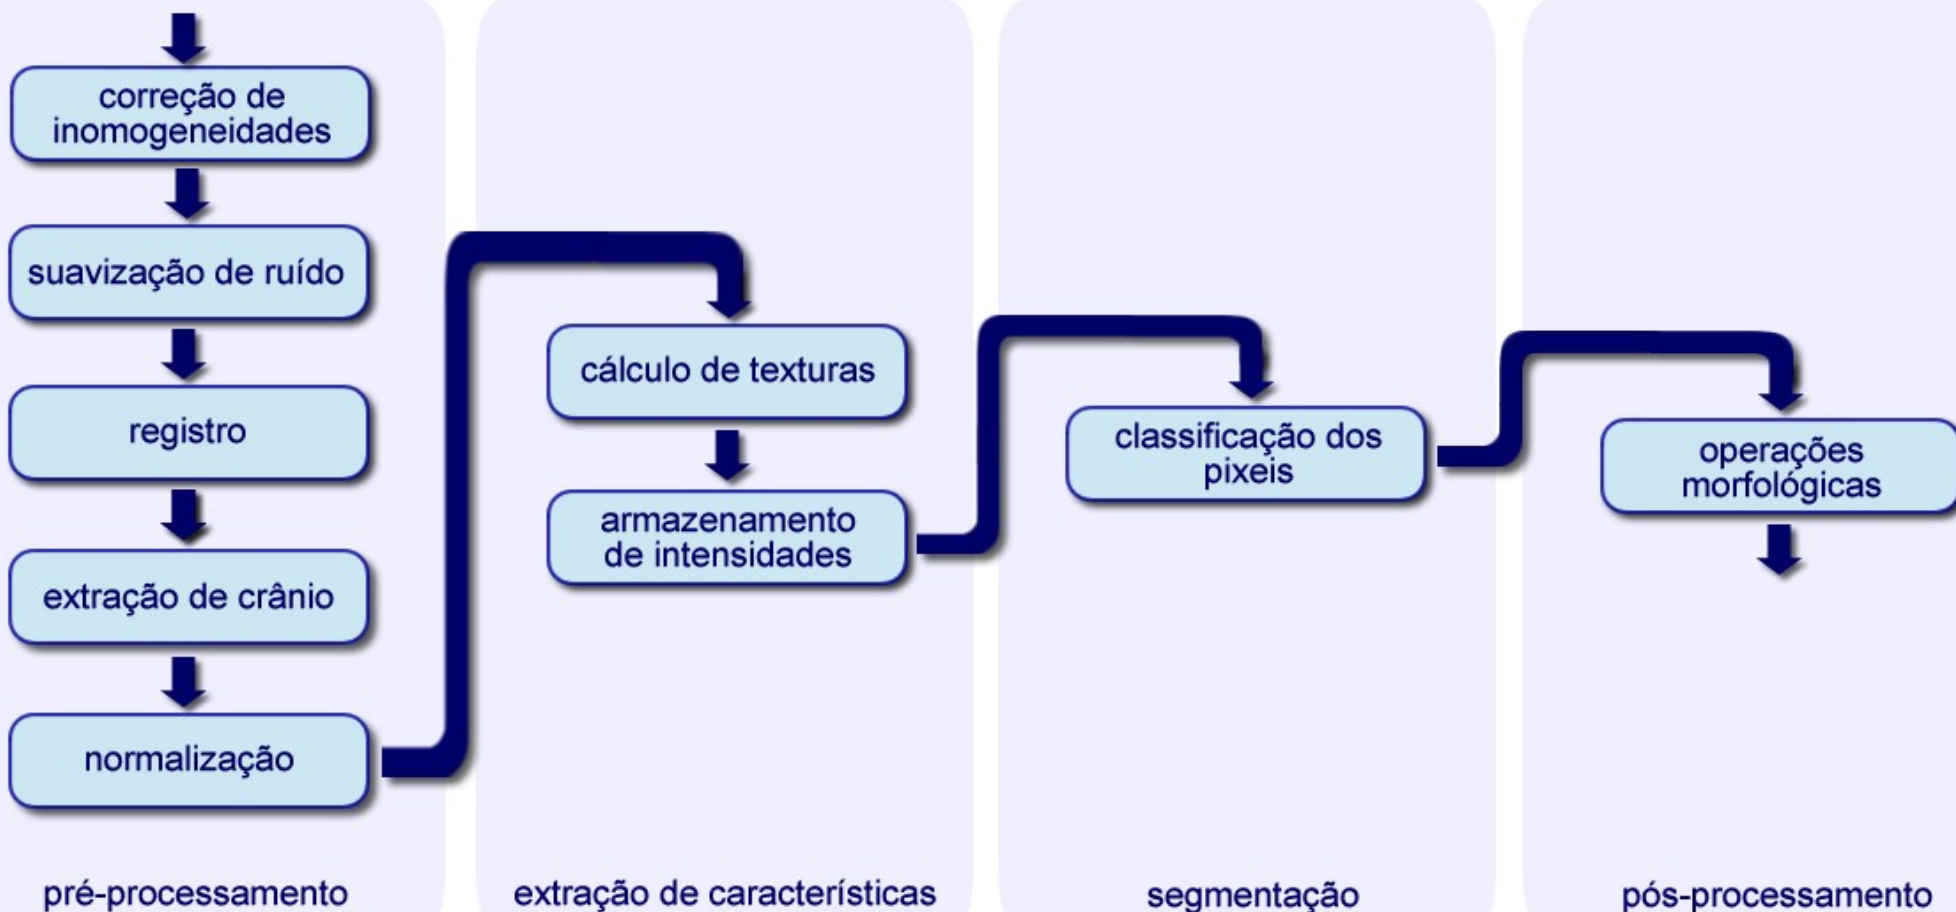 correção de
inomogeneidades
suavização de ruído
registro
extração de crânio
normalização
pré-processamento
cálculo de texturas
armazenamento
de intensidades
extração de características
classificação dos
pixeis
segmentação
operações
morfológicas
pós-processamento